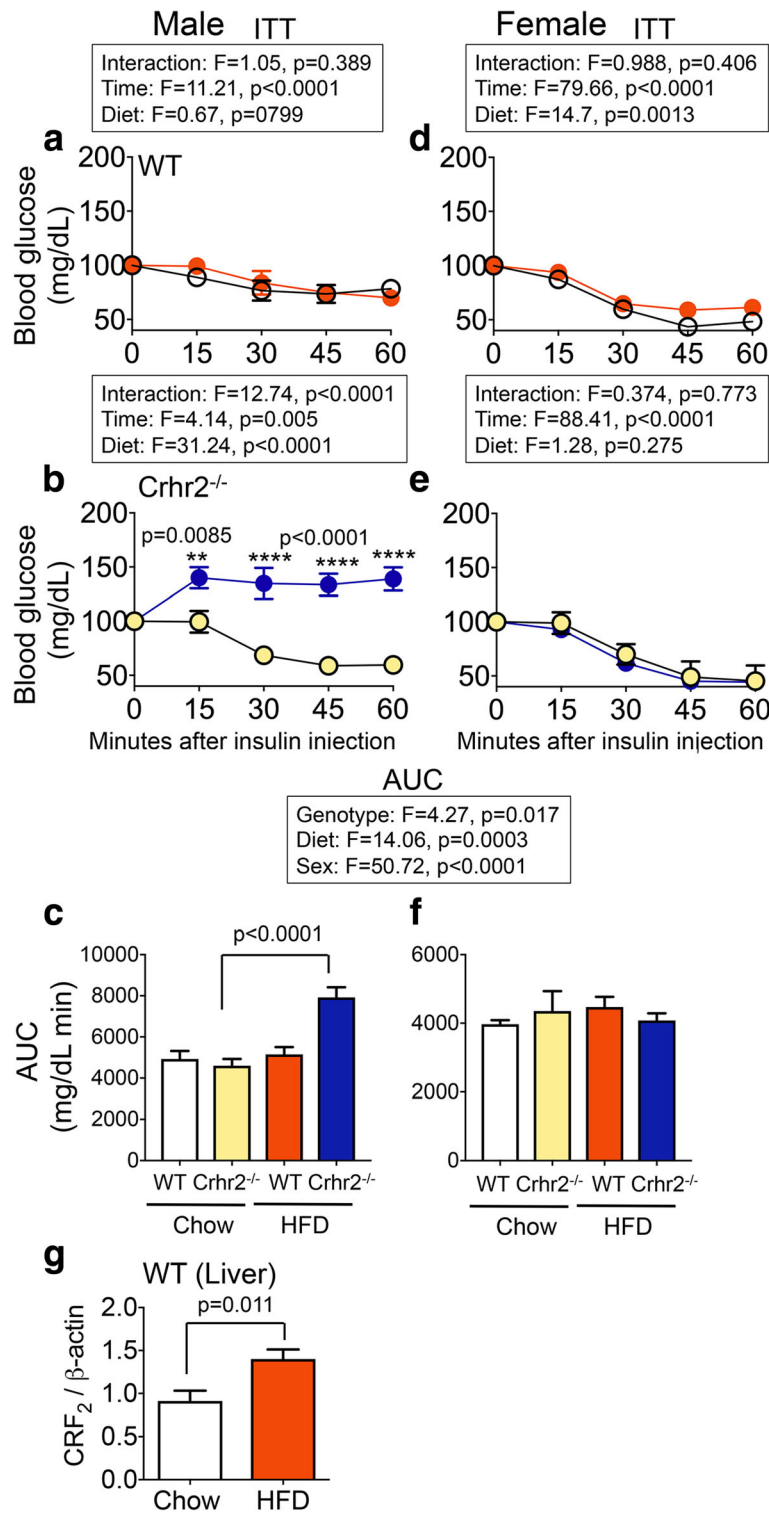 Male ITT
Female ITT
Interaction: F=1.05, p=0.389
Time: F=11.21, p<0.0001
Diet: F=0.67, p=0799
Interaction: F=0.988, p=0.406
Time: F=79.66, p<0.0001
Diet: F=14.7, p=0.0013
a
WT
Blood glucose
(mg/dL)
200
150
100
50
0 15 30 45 60
d
200
150
100
50
0 15 30 45 60
Interaction: F=12.74, p<0.0001
Time: F=4.14, p=0.005
Diet: F=31.24, p<0.0001
Interaction: F=0.374, p=0.773
Time: F=88.41, p<0.0001
Diet: F=1.28, p=0.275
b
Crhr2-/-
Blood glucose
(mg/dL)
200
150
100
50
p=0.0085 p<0.0001
** **** **** ****
0 15 30 45 60
Minutes after insulin injection
e
200
150
100
50
0 15 30 45 60
Minutes after insulin injection
AUC
Genotype: F=4.27, p=0.017
Diet: F=14.06, p=0.0003
Sex: F=50.72, p<0.0001
c
AUC
(mg/dL min)
10000
8000
6000
4000
2000
0
p<0.0001
WT Crhr2-/- WT Crhr2-/-
Chow HFD
f
6000
4000
2000
0
WT Crhr2-/- WT Crhr2-/-
Chow HFD
g
WT (Liver)
p=0.011
CRF2 / β-actin
2.0
1.5
1.0
0.5
0.0
Chow HFD